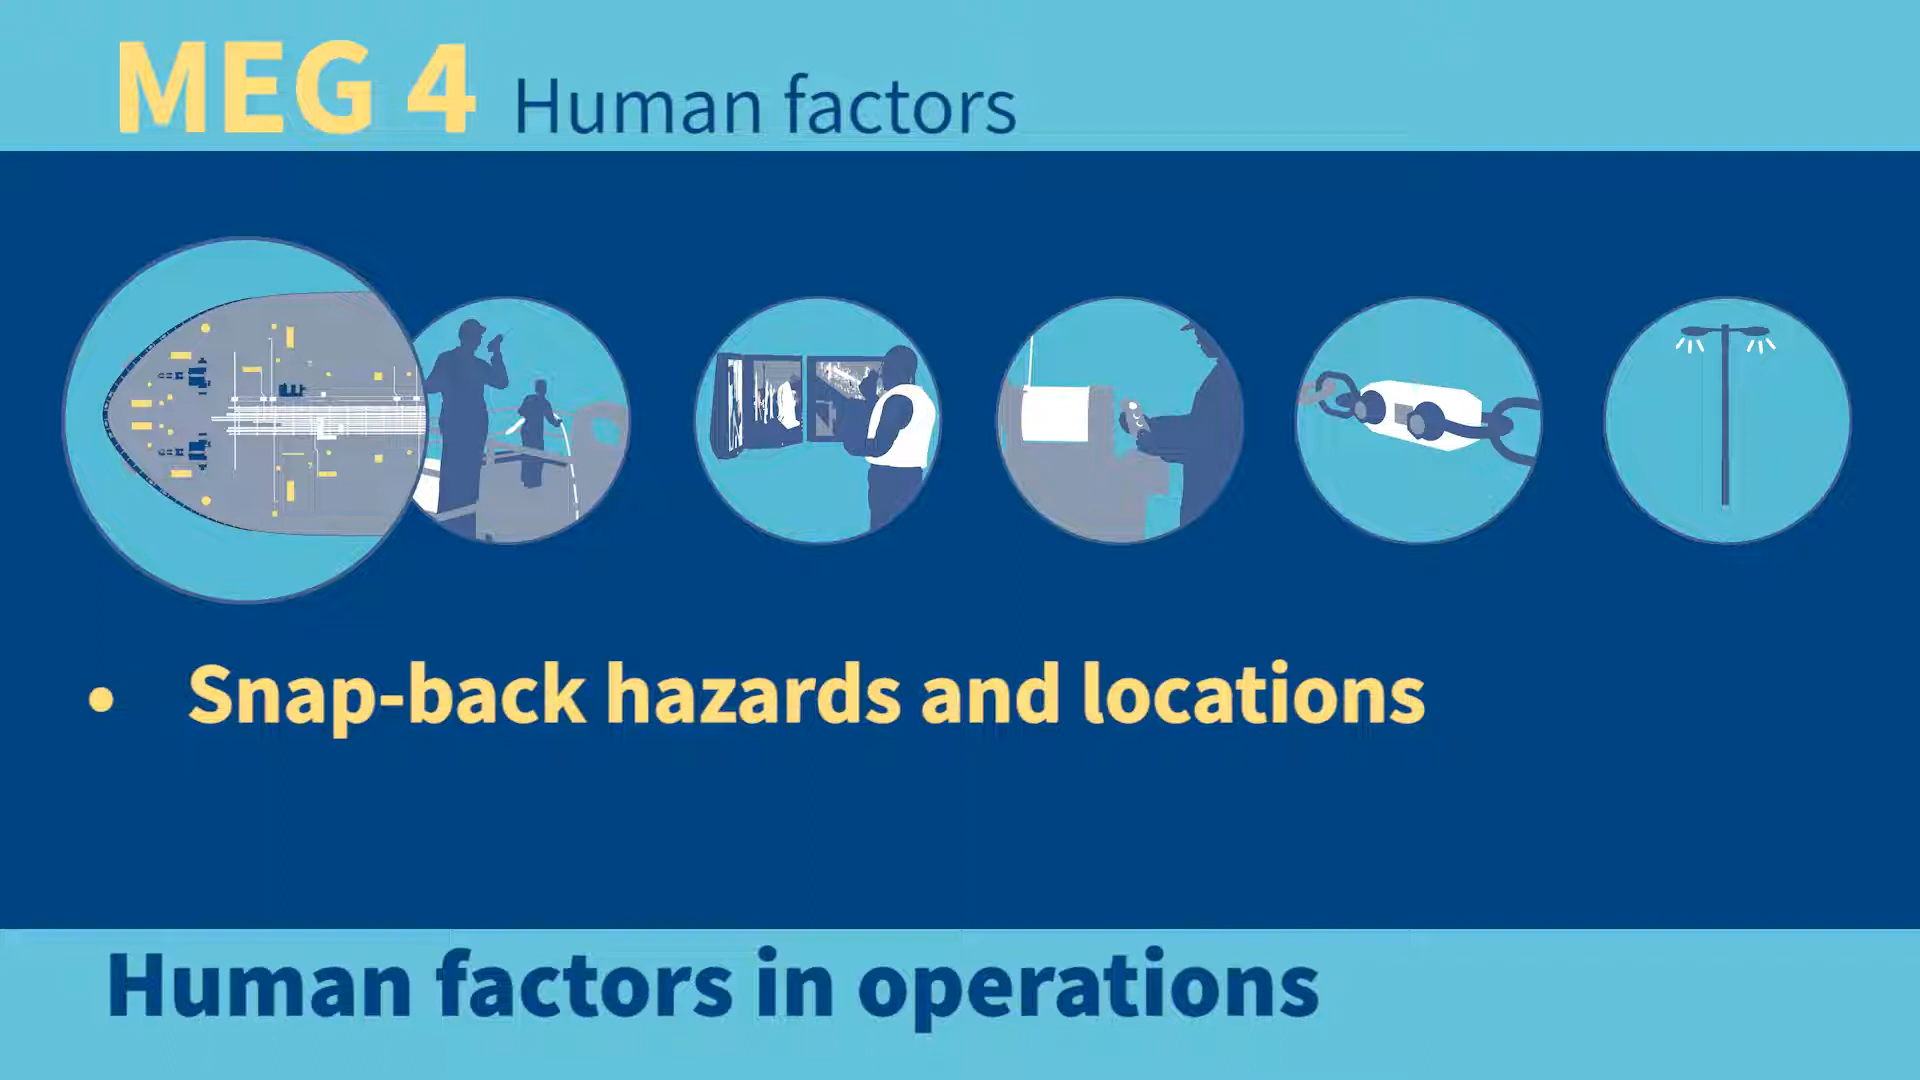 MEG 4 Human factors
• Snap-back hazards and locations
Human factors in operations